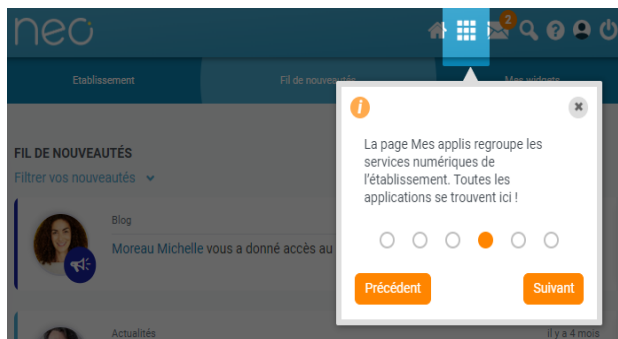 neo
2
Etablissement
Fil de nouveautés
Mes widgets
i
La page Mes applis regroupe les
services numériques de
l'établissement. Toutes les
applications se trouvent ici !
Précédent
Suivant
FIL DE NOUVEAUTÉS
Filtrer vos nouveautés
Blog
Moreau Michelle vous a donné accès au
Actualités
il y a 4 mois